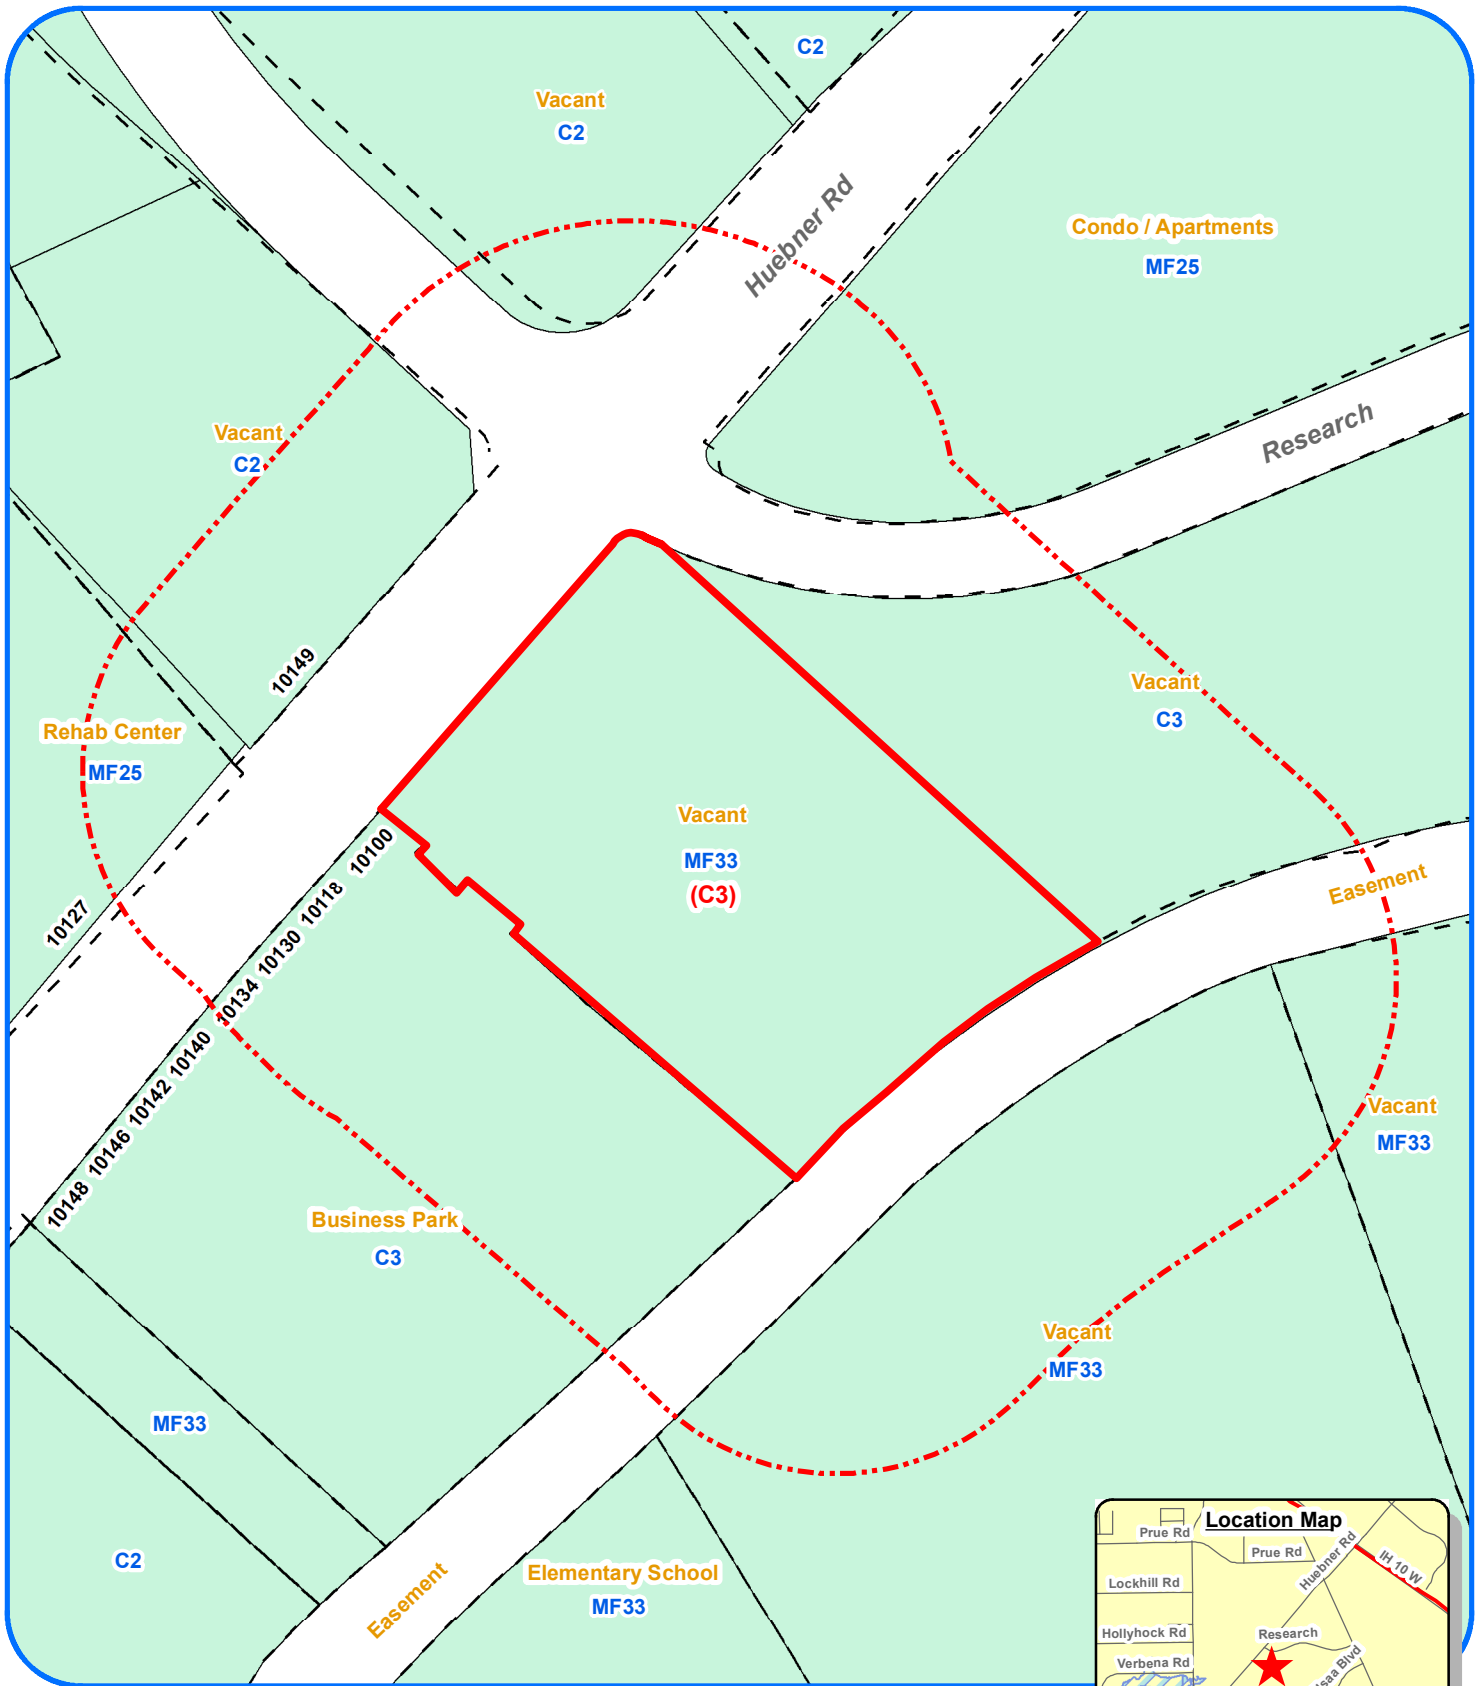 C2
Vacant
C2
Huebner Rd
Condo / Apartments
MF25
Research
Vacant
C2
10149
Vacant
C3
Rehab Center
MF25
Vacant
MF33
(C3)
10100
10118
10127
10130
10134
10140
10142
10146
10148
Easement
Vacant
MF33
Business Park
C3
Vacant
MF33
MF33
C2
Easement
Elementary School
MF33
Location Map
Prue Rd
Prue Rd
Huebner Rd
IH 10 W
Lockhill Rd
Hollyhock Rd
Research
Verbena Rd
Blvd